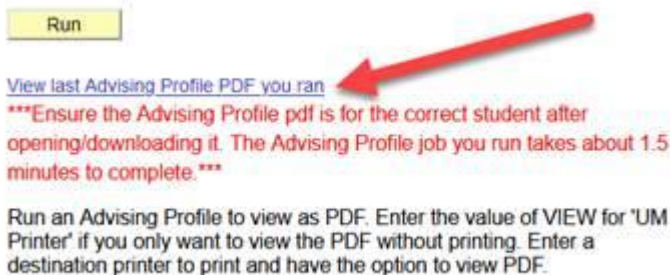 Run
View last Advising Profile PDF you ran
***Ensure the Advising Profile pdf is for the correct student after
opening/downloading it. The Advising Profile job you run takes about 1.5
minutes to complete.***
Run an Advising Profile to view as PDF. Enter the value of VIEW for 'UM
Printer' if you only want to view the PDF without printing. Enter a
destination printer to print and have the option to view PDF.